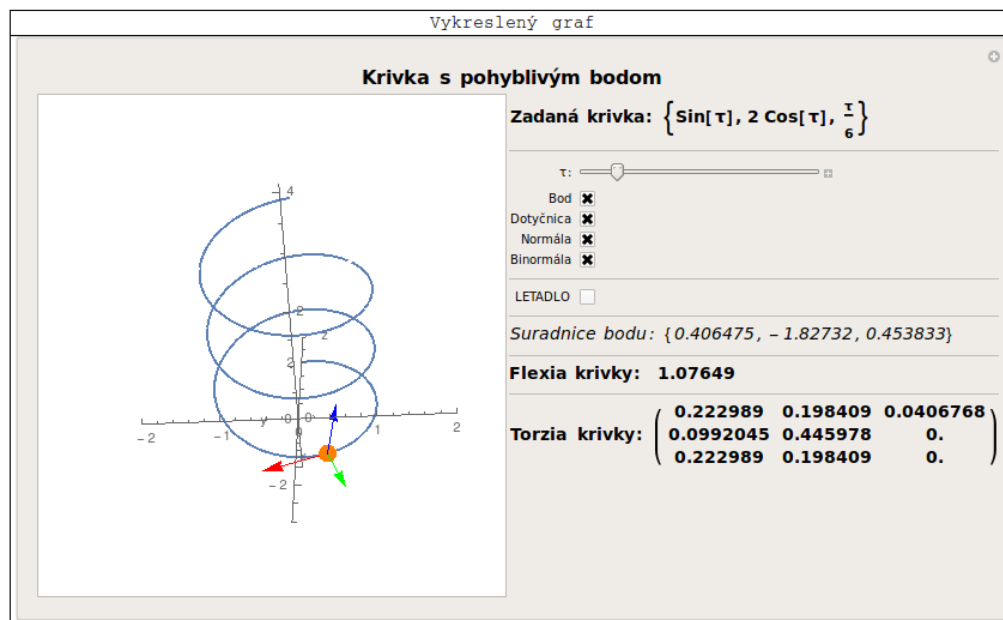 Vykreslený graf
Krivka s pohyblivým bodom
4
2
z
2
y
0
0
0
-2
-1
1
2
-2
Zadaná krivka: {Sin[τ], 2 Cos[τ], τ/6}
τ:
Bod
Dotyčnica
Normála
Binormála
LETADLO
Suradnice bodu: {0.406475, -1.82732, 0.453833}
Flexia krivky: 1.07649
Torzia krivky:
0.222989 0.198409 0.0406768
0.0992045 0.445978 0.
0.222989 0.198409 0.